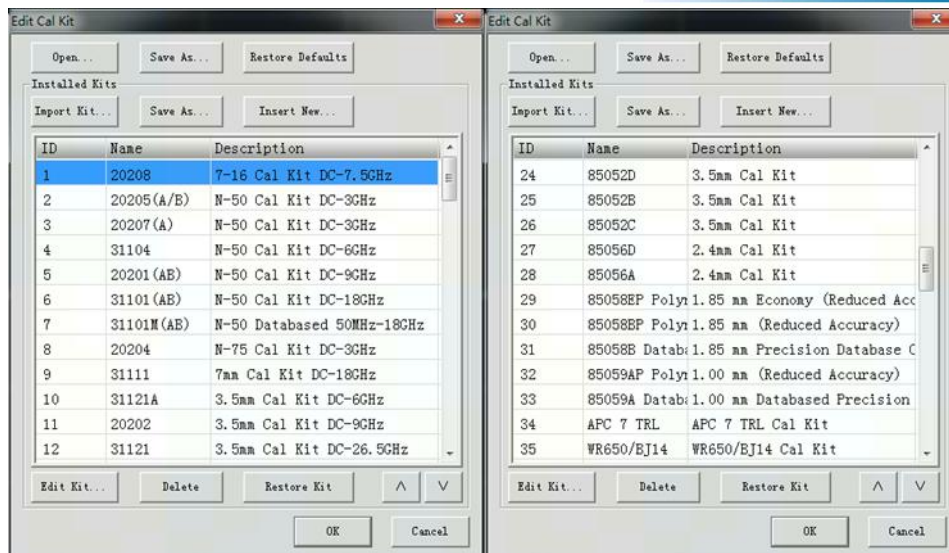 Edit Cal Kit
Open... Save As... Restore Defaults
Installed Kits
Import Kit... Save As... Insert New...
ID Name Description
1 20208 7-16 Cal Kit DC-7.5GHz
2 20205(A/B) N-50 Cal Kit DC-3GHz
3 20207(A) N-50 Cal Kit DC-3GHz
4 31104 N-50 Cal Kit DC-6GHz
5 20201(AB) N-50 Cal Kit DC-9GHz
6 31101(AB) N-50 Cal Kit DC-18GHz
7 31101M(AB) N-50 Databased 50MHz-18GHz
8 20204 N-75 Cal Kit DC-3GHz
9 31111 7mm Cal Kit DC-18GHz
10 31121A 3.5mm Cal Kit DC-6GHz
11 20202 3.5mm Cal Kit DC-9GHz
12 31121 3.5mm Cal Kit DC-26.5GHz
Edit Kit... Delete Restore Kit
OK Cancel
Edit Cal Kit
Open... Save As... Restore Defaults
Installed Kits
Import Kit... Save As... Insert New...
ID Name Description
24 85052D 3.5mm Cal Kit
25 85052B 3.5mm Cal Kit
26 85052C 3.5mm Cal Kit
27 85056D 2.4mm Cal Kit
28 85056A 2.4mm Cal Kit
29 85058EP Polyn 1.85 mm Economy (Reduced Acc
30 85058BP Polyn 1.85 mm (Reduced Accuracy)
31 85058B Databa 1.85 mm Precision Database C
32 85059AP Polyn 1.00 mm (Reduced Accuracy)
33 85059A Databa 1.00 mm Databased Precision
34 APC 7 TRL APC 7 TRL Cal Kit
35 WR650/BJ14 WR650/BJ14 Cal Kit
Edit Kit... Delete Restore Kit
OK Cancel